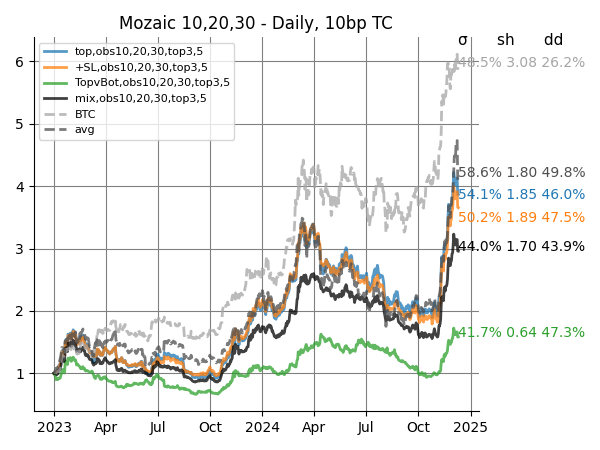 Mozaic 10,20,30 - Daily, 10bp TC
σ sh dd
top,obs10,20,30,top3,5
+SL,obs10,20,30,top3,5
TopvBot,obs10,20,30,top3,5
mix,obs10,20,30,top3,5
BTC
avg
6
5
4
3
2
1
48.5% 3.08 26.2%
58.6% 1.80 49.8%
54.1% 1.85 46.0%
50.2% 1.89 47.5%
44.0% 1.70 43.9%
41.7% 0.64 47.3%
2023 Apr Jul Oct 2024 Apr Jul Oct 2025